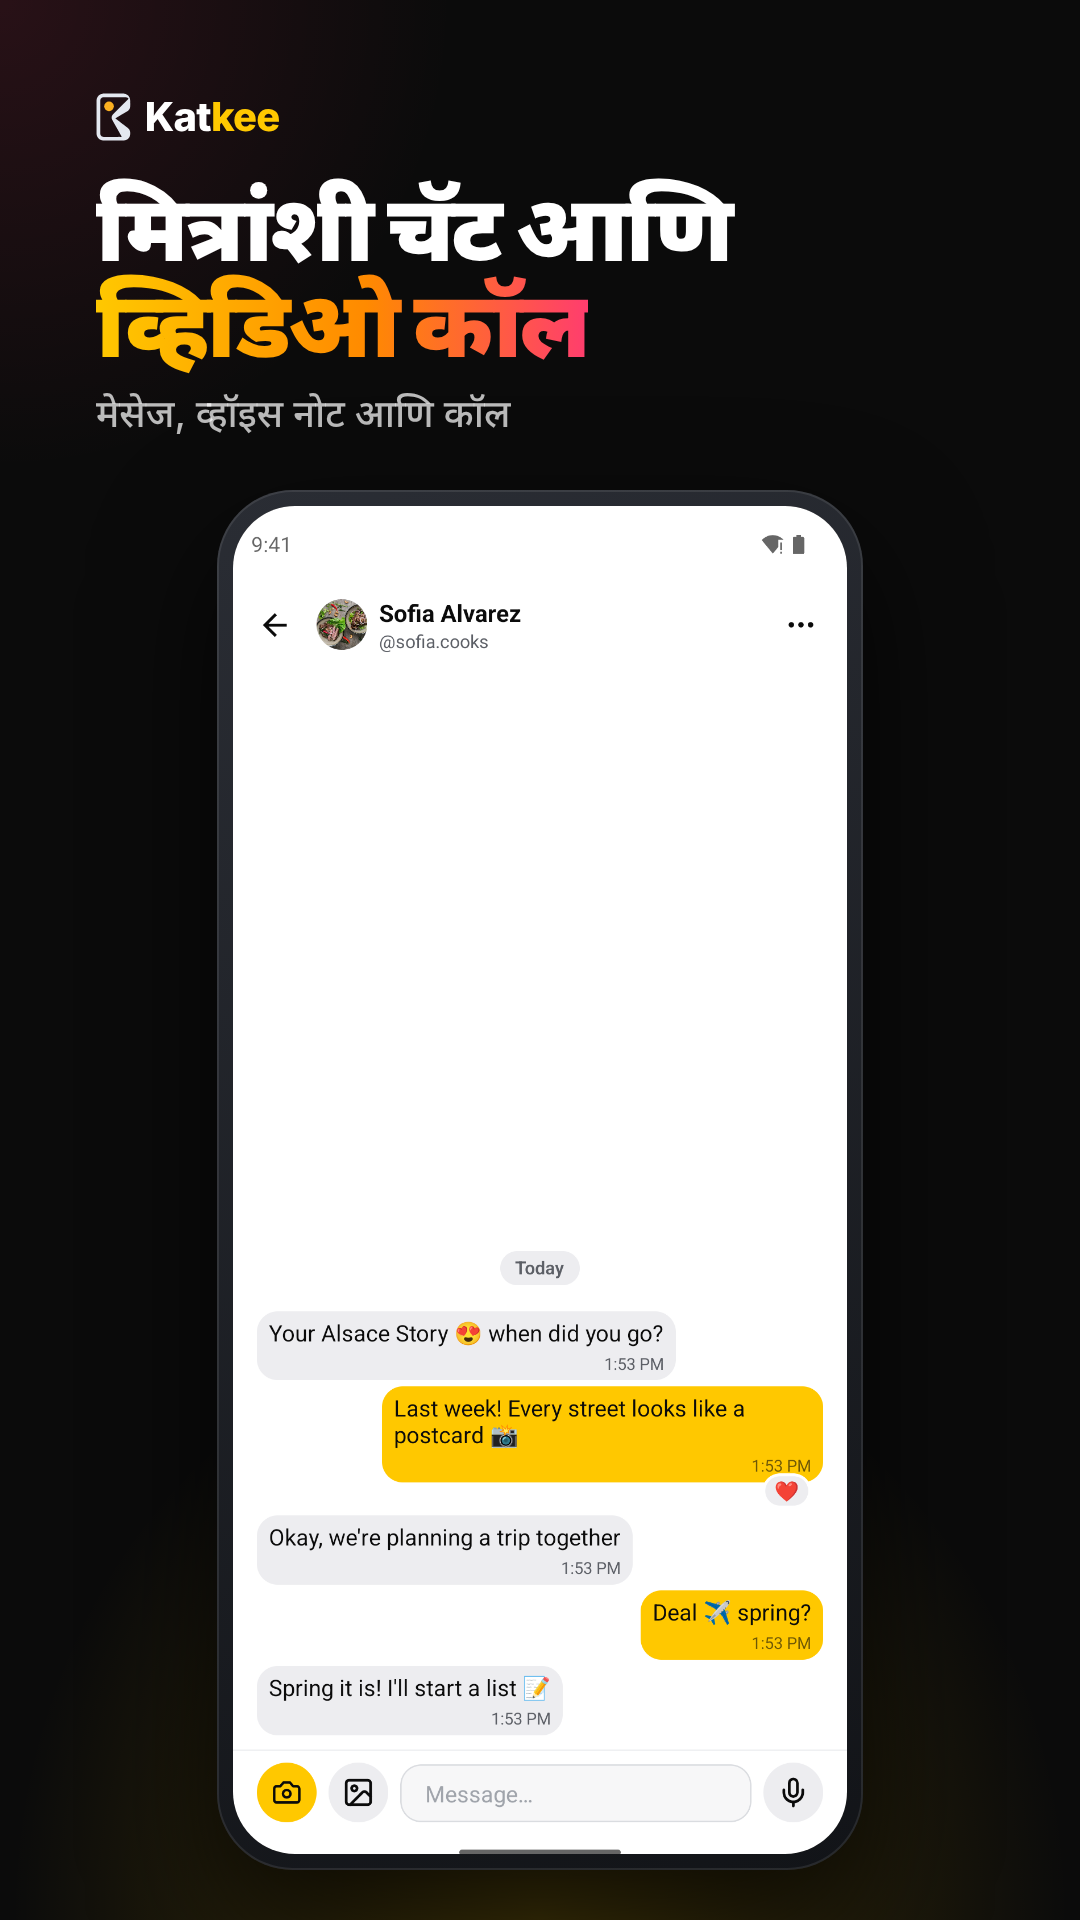 Katkee
मित्रांशी चॅट आणि
व्हिडिओ कॉल
मेसेज, व्हॉइस नोट आणि कॉल
9:41
Sofia Alvarez
@sofia.cooks
Today
Your Alsace Story 😍 when did you go?
1:53 PM
Last week! Every street looks like a
postcard 📸
1:53 PM
❤️
Okay, we're planning a trip together
1:53 PM
Deal ✈️ spring?
1:53 PM
Spring it is! I'll start a list 📝
1:53 PM
Message...